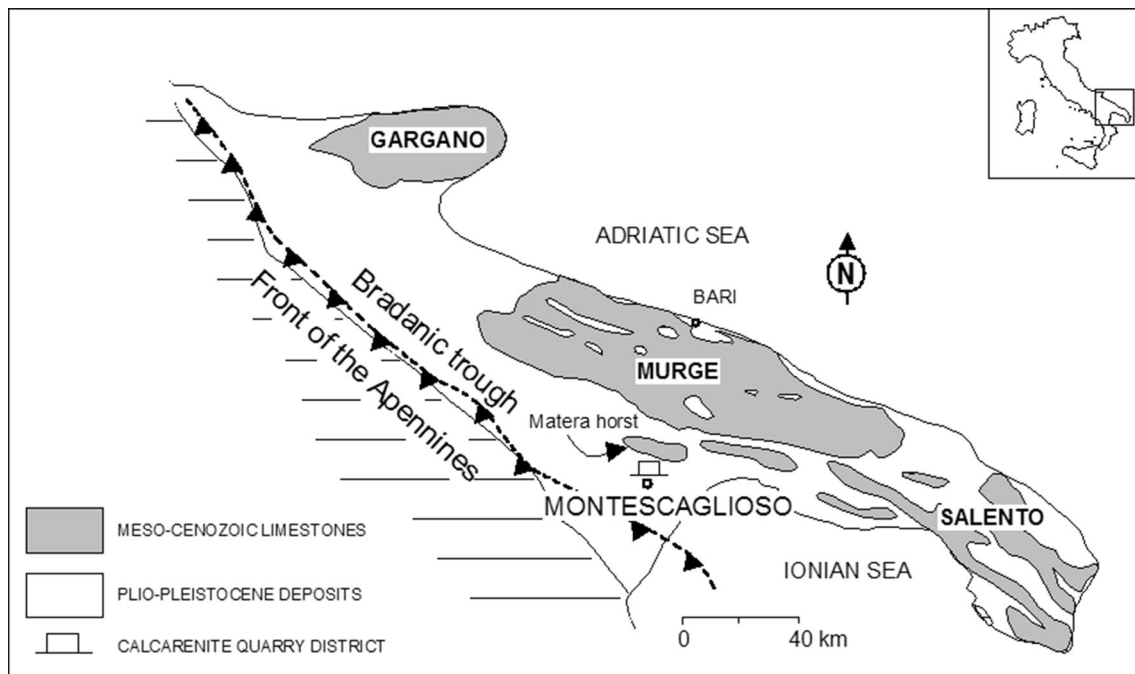 GARGANO
ADRIATIC SEA
N
BARI
Bradanic trough
Front of the Apennines
MURGE
Matera horst
MONTESCAGLIOSO
SALENTO
IONIAN SEA
MESO-CENOZOIC LIMESTONES
PLIO-PLEISTOCENE DEPOSITS
CALCARENITE QUARRY DISTRICT
0 40 km